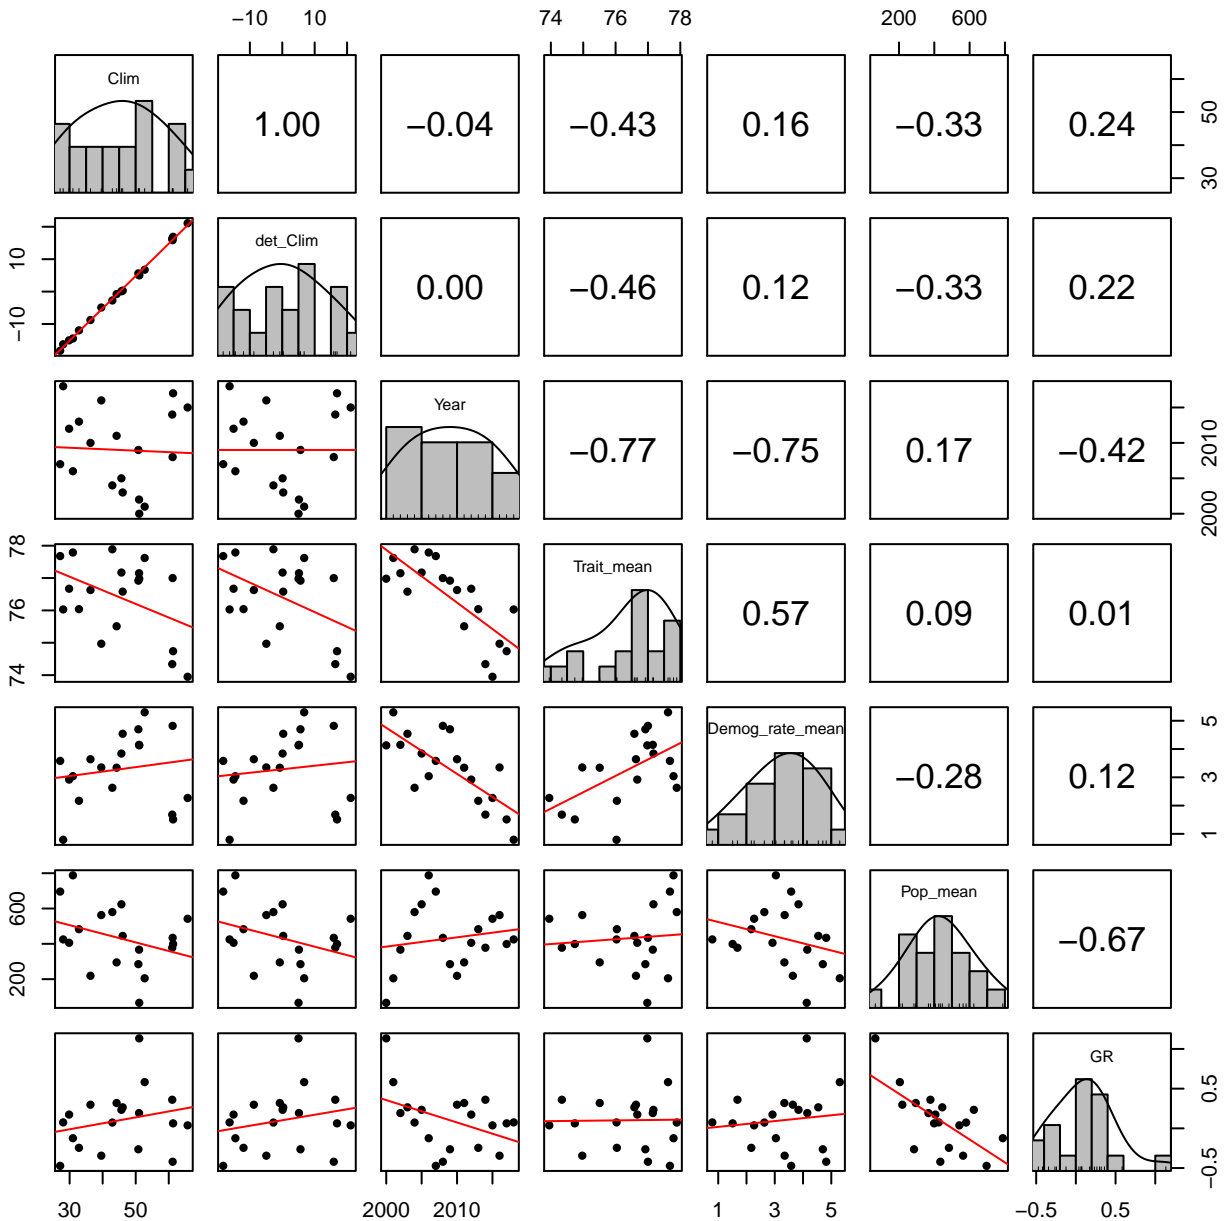 −10 10 74 76 78 200 600
Clim 1.00 −0.04 −0.43 0.16 −0.33 0.24 30 50
−10 10 det_Clim 0.00 −0.46 0.12 −0.33 0.22
Year −0.77 −0.75 0.17 −0.42 2000 2010
74 76 78 Trait_mean 0.57 0.09 0.01
Demog_rate_mean −0.28 0.12 1 3 5
200 600 Pop_mean −0.67
GR −0.5 0.5
30 50 2000 2010 1 3 5 −0.5 0.5